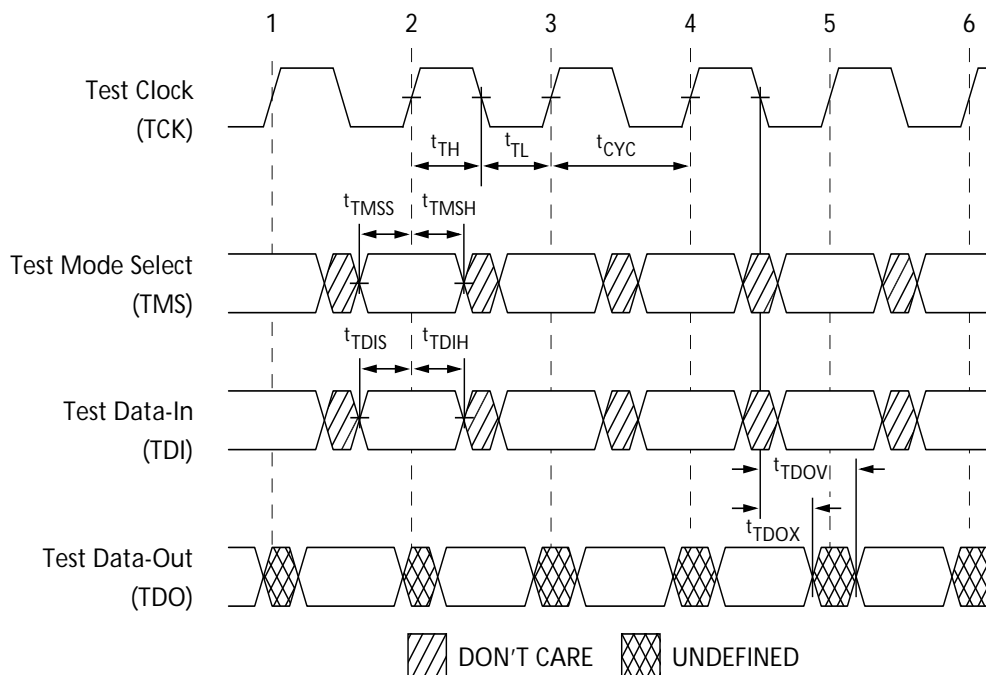 1 2 3 4 5 6
Test Clock
(TCK)
tTH tTL tCYC
tTMSS tTMSH
Test Mode Select
(TMS)
tTDIS tTDIH
Test Data-In
(TDI)
tTDOV
tTDOX
Test Data-Out
(TDO)
DON'T CARE UNDEFINED